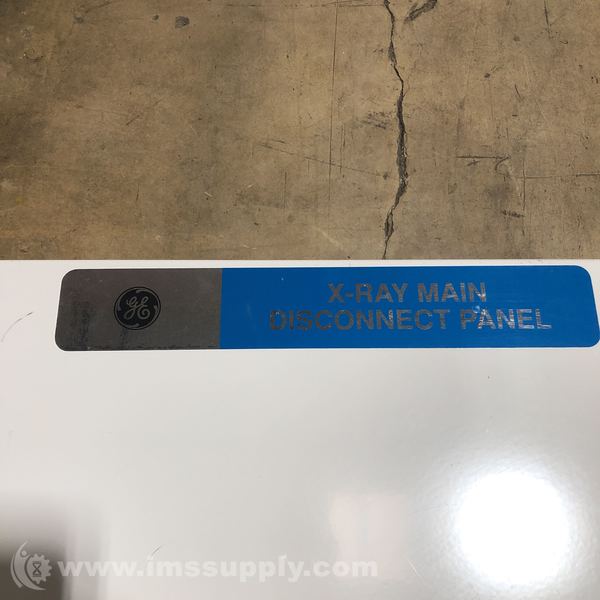 GE
X-RAY MAIN
DISCONNECT PANEL
www.imssupply.com